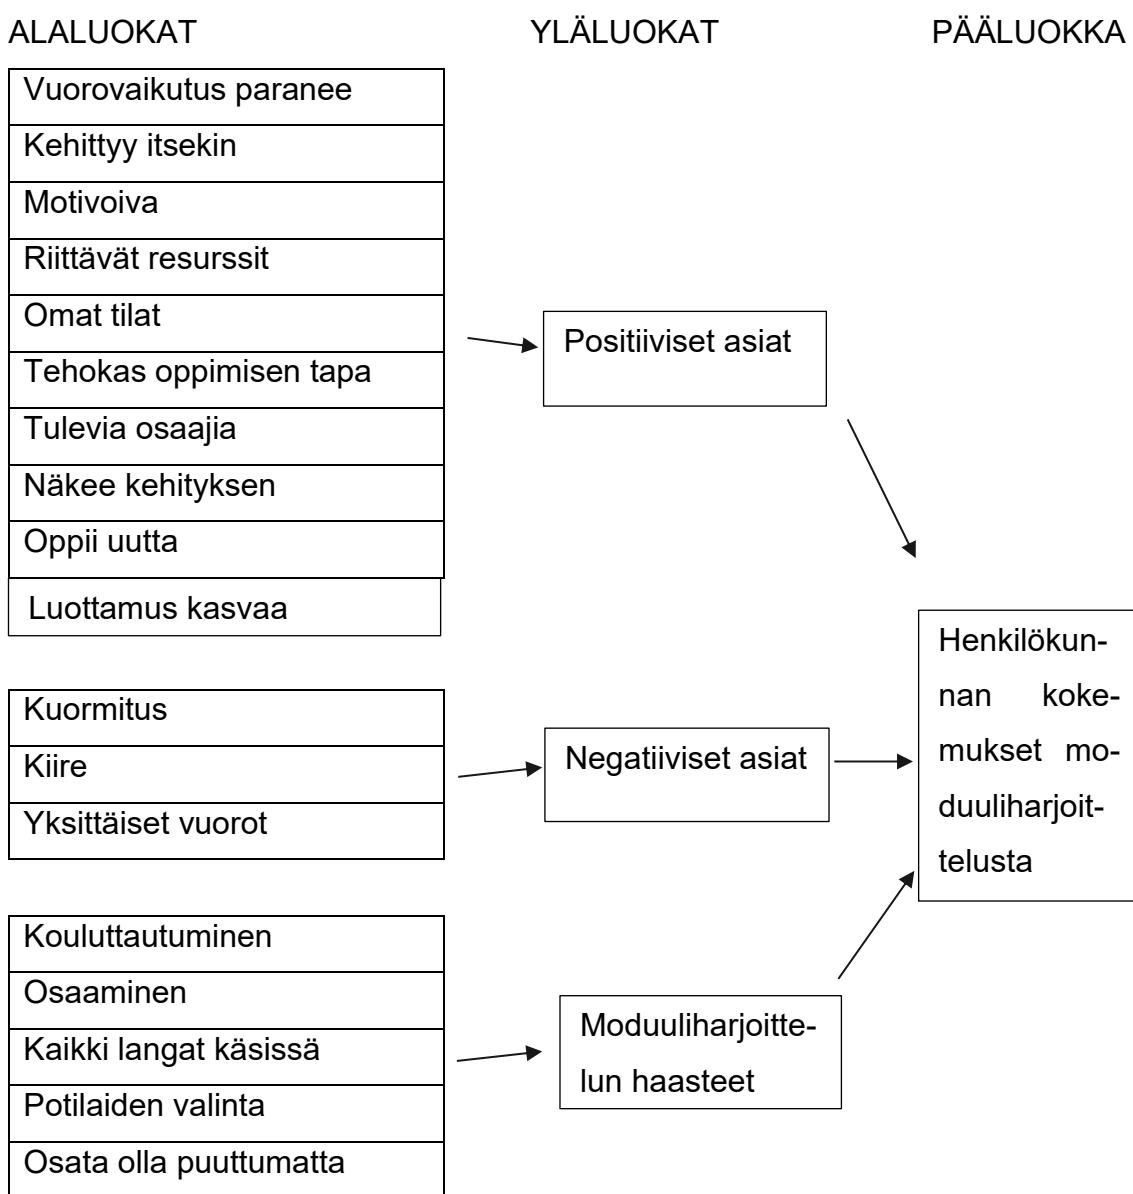 ALALUOKAT YLÄLUOKAT PÄÄLUOKKA
Vuorovaikutus paranee
Kehittyy itsekin
Motivoiva
Riittävät resurssit
Omat tilat
Tehokas oppimisen tapa
Tulevia osaajia
Näkee kehityksen
Oppii uutta
Luottamus kasvaa
Positiiviset asiat
Kuormitus
Kiire
Yksittäiset vuorot
Negatiiviset asiat
Kouluttautuminen
Osaaminen
Kaikki langat käsissä
Potilaiden valinta
Osata olla puuttumatta
Moduuliharjoitte-
lun haasteet
Henkilökun-
nan koke-
mukset mo-
duuliharjoit-
telusta